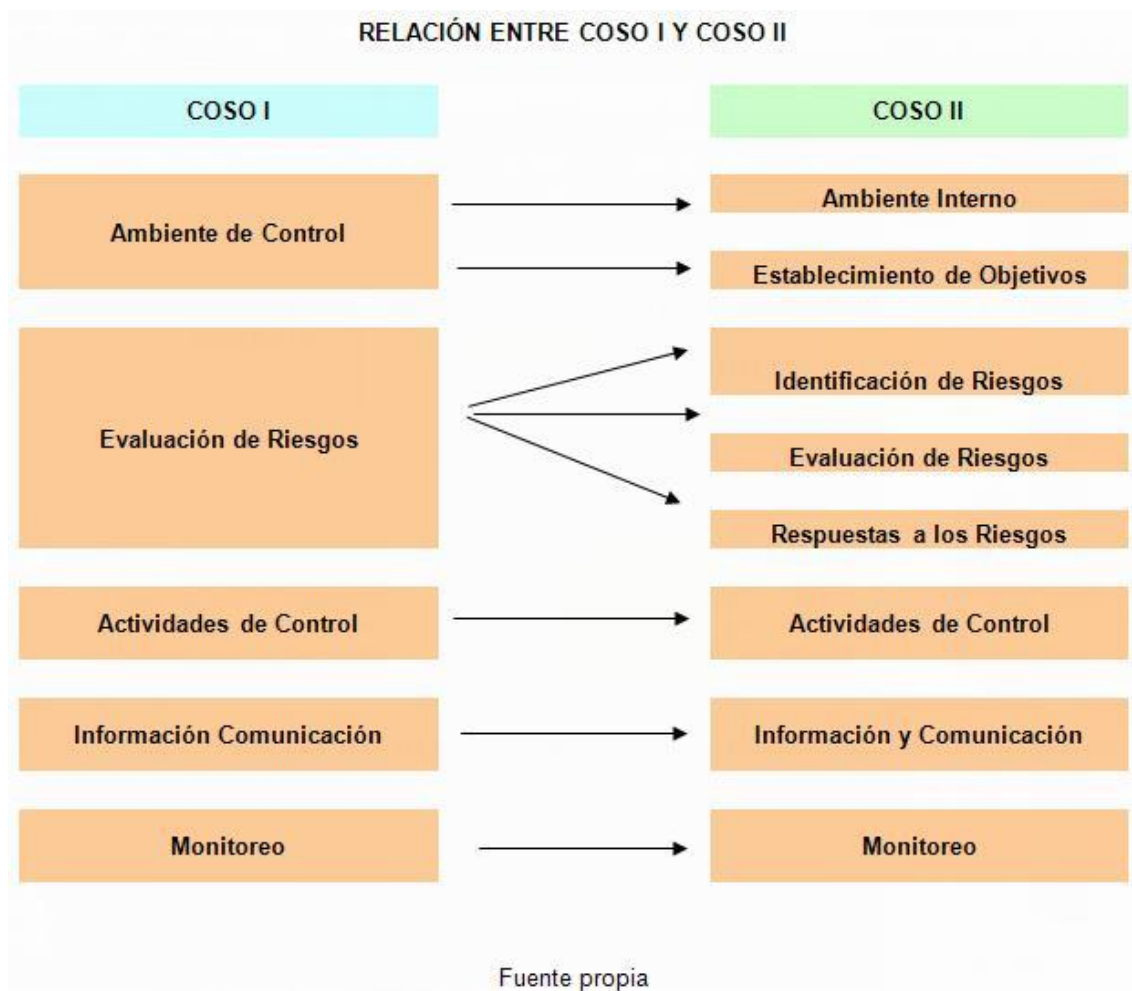 RELACIÓN ENTRE COSO I Y COSO II
COSO I
COSO II
Ambiente de Control
Ambiente Interno
Establecimiento de Objetivos
Evaluación de Riesgos
Identificación de Riesgos
Evaluación de Riesgos
Respuestas a los Riesgos
Actividades de Control
Actividades de Control
Información Comunicación
Información y Comunicación
Monitoreo
Monitoreo
Fuente propia